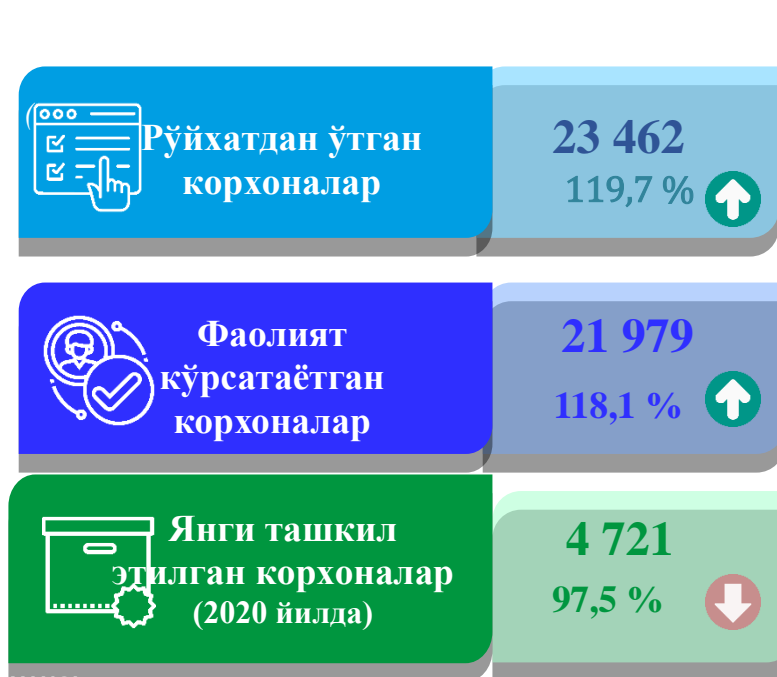 Рўйхатдан ўтган
корхоналар
23 462
119,7 %
Фаолият
кўрсатаётган
корхоналар
21 979
118,1 %
Янги ташкил
этилган корхоналар
(2020 йилда)
4 721
97,5 %